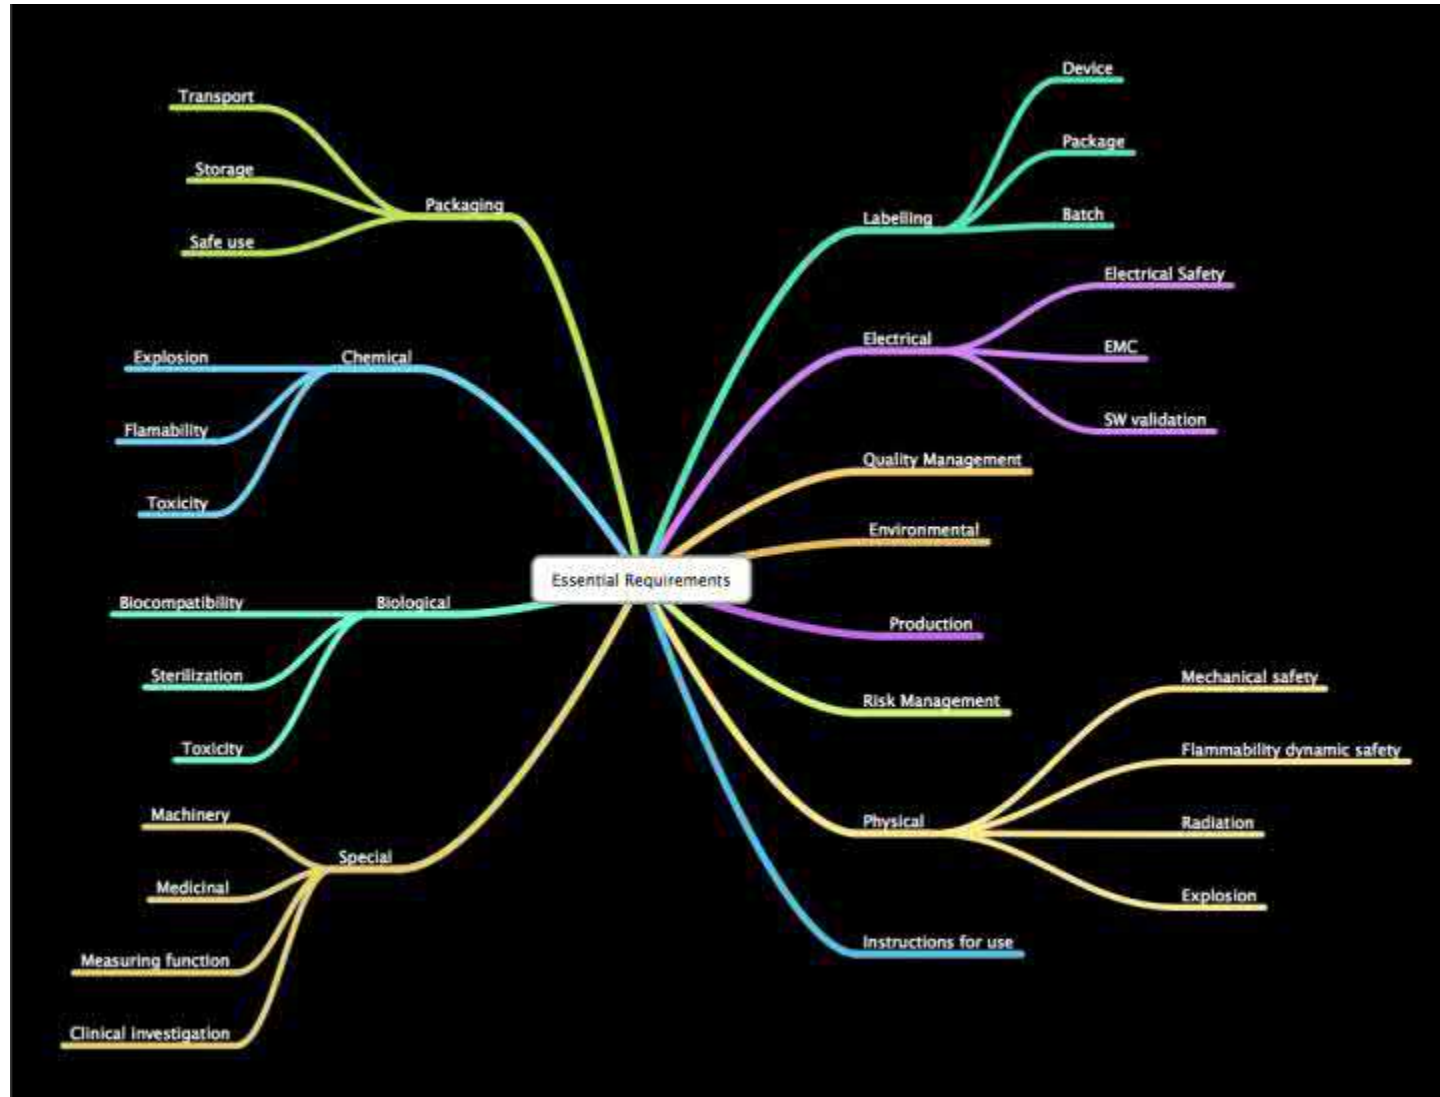 Essential Requirements
Packaging
Transport
Storage
Safe use
Chemical
Explosion
Flamability
Toxicity
Biological
Biocompatibility
Sterilization
Toxicity
Special
Machinery
Medicinal
Measuring function
Clinical investigation
Labelling
Device
Package
Batch
Electrical
Electrical Safety
EMC
SW validation
Quality Management
Environmental
Production
Risk Management
Physical
Mechanical safety
Flammability dynamic safety
Radiation
Explosion
Instructions for use